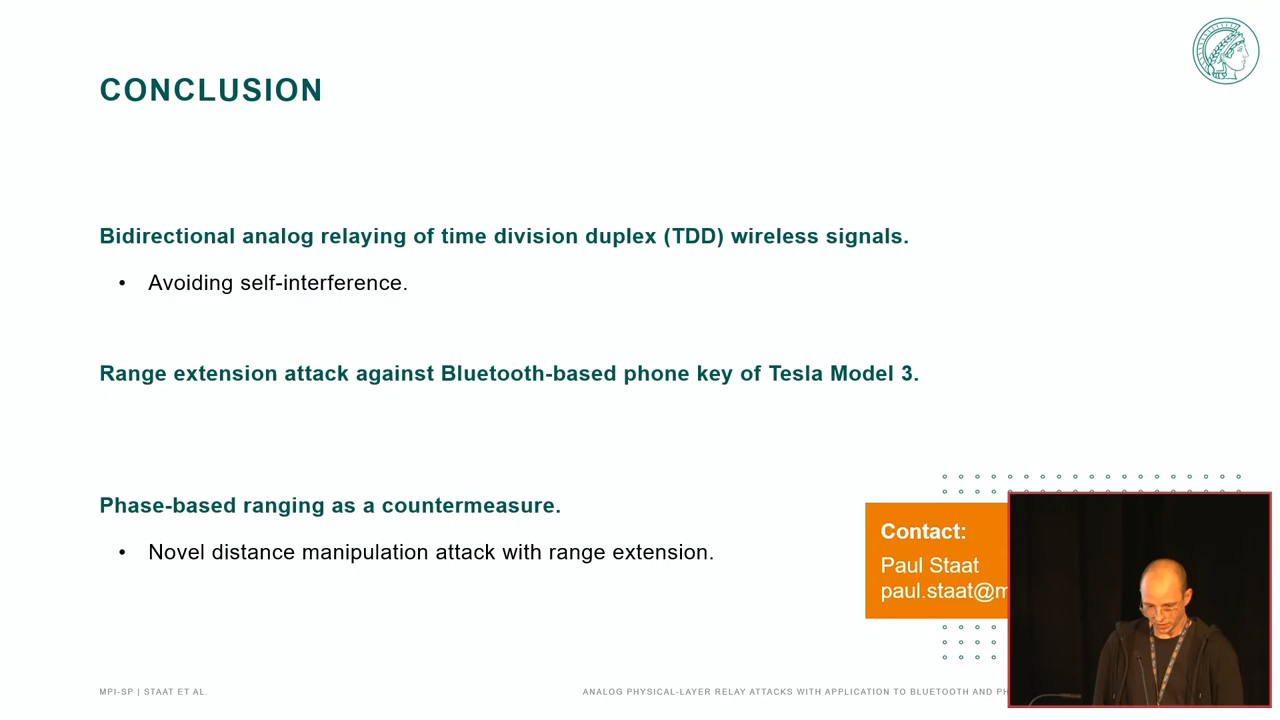 CONCLUSION
Bidirectional analog relaying of time division duplex (TDD) wireless signals.
• Avoiding self-interference.
Range extension attack against Bluetooth-based phone key of Tesla Model 3.
Phase-based ranging as a countermeasure.
• Novel distance manipulation attack with range extension.
Contact:
Paul Staat
paul.staat@m
MPI-SP | STAAT ET AL.
ANALOG PHYSICAL-LAYER RELAY ATTACKS WITH APPLICATION TO BLUETOOTH AND PH